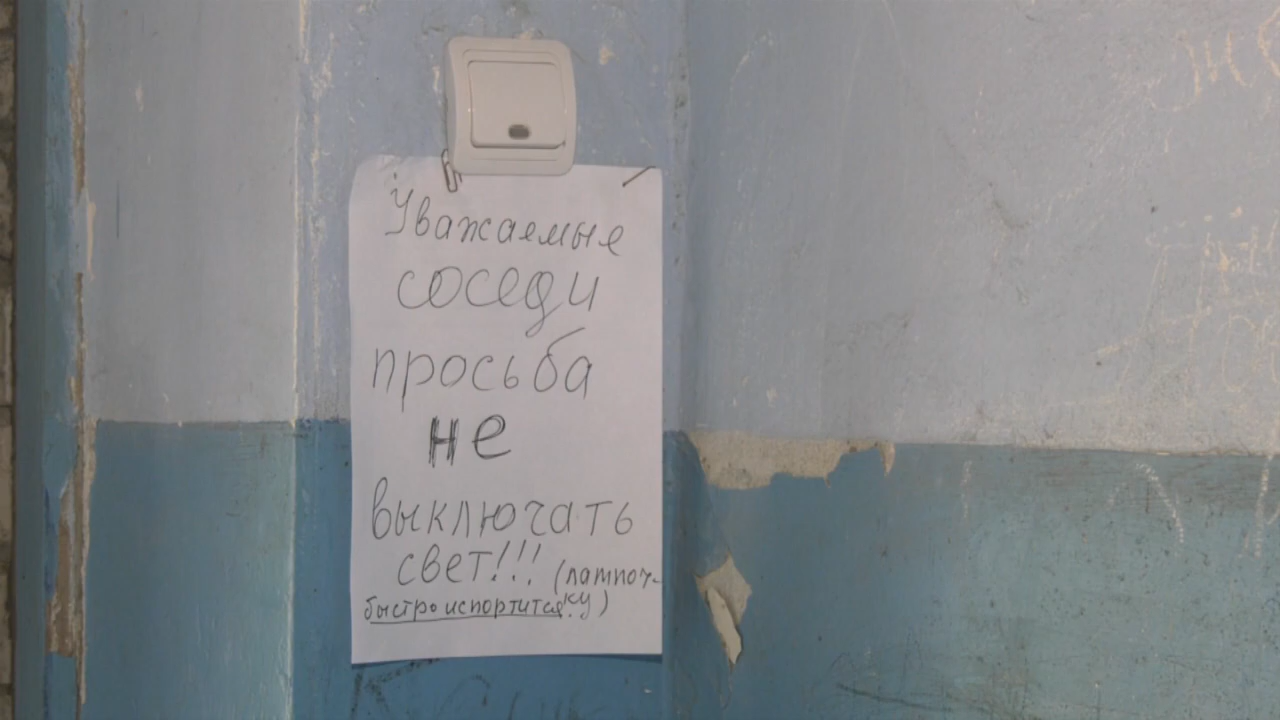 Уважаемые
соседи
просьба
не
выключать
свет!!! (лампоч-
ку)
быстро испортится.